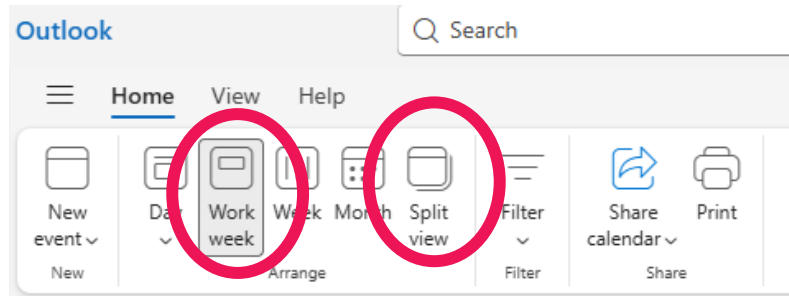 Outlook
Search
Home View Help
New Day Work Week Month Split Filter Share Print
event week view calendar
New Arrange Filter Share